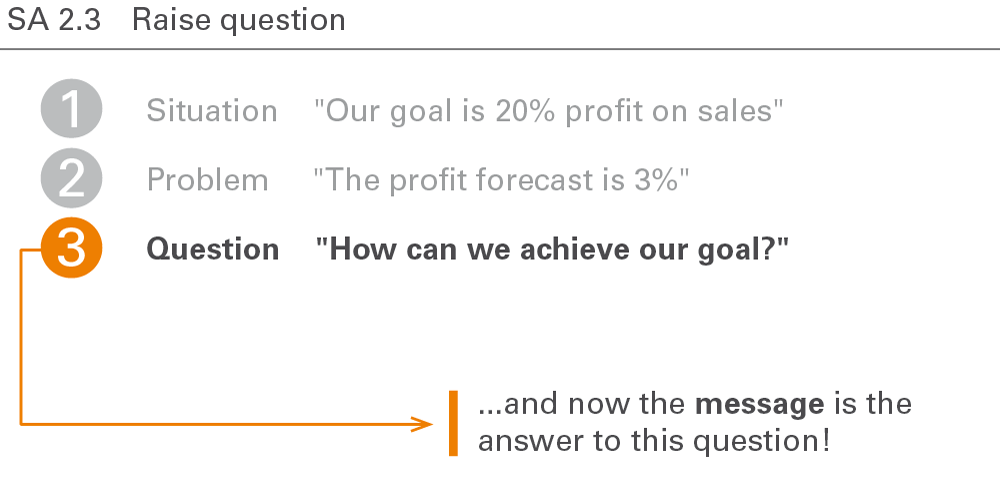 SA 2.3 Raise question
1 Situation "Our goal is 20% profit on sales"
2 Problem "The profit forecast is 3%"
3 Question "How can we achieve our goal?"
...and now the message is the
answer to this question!